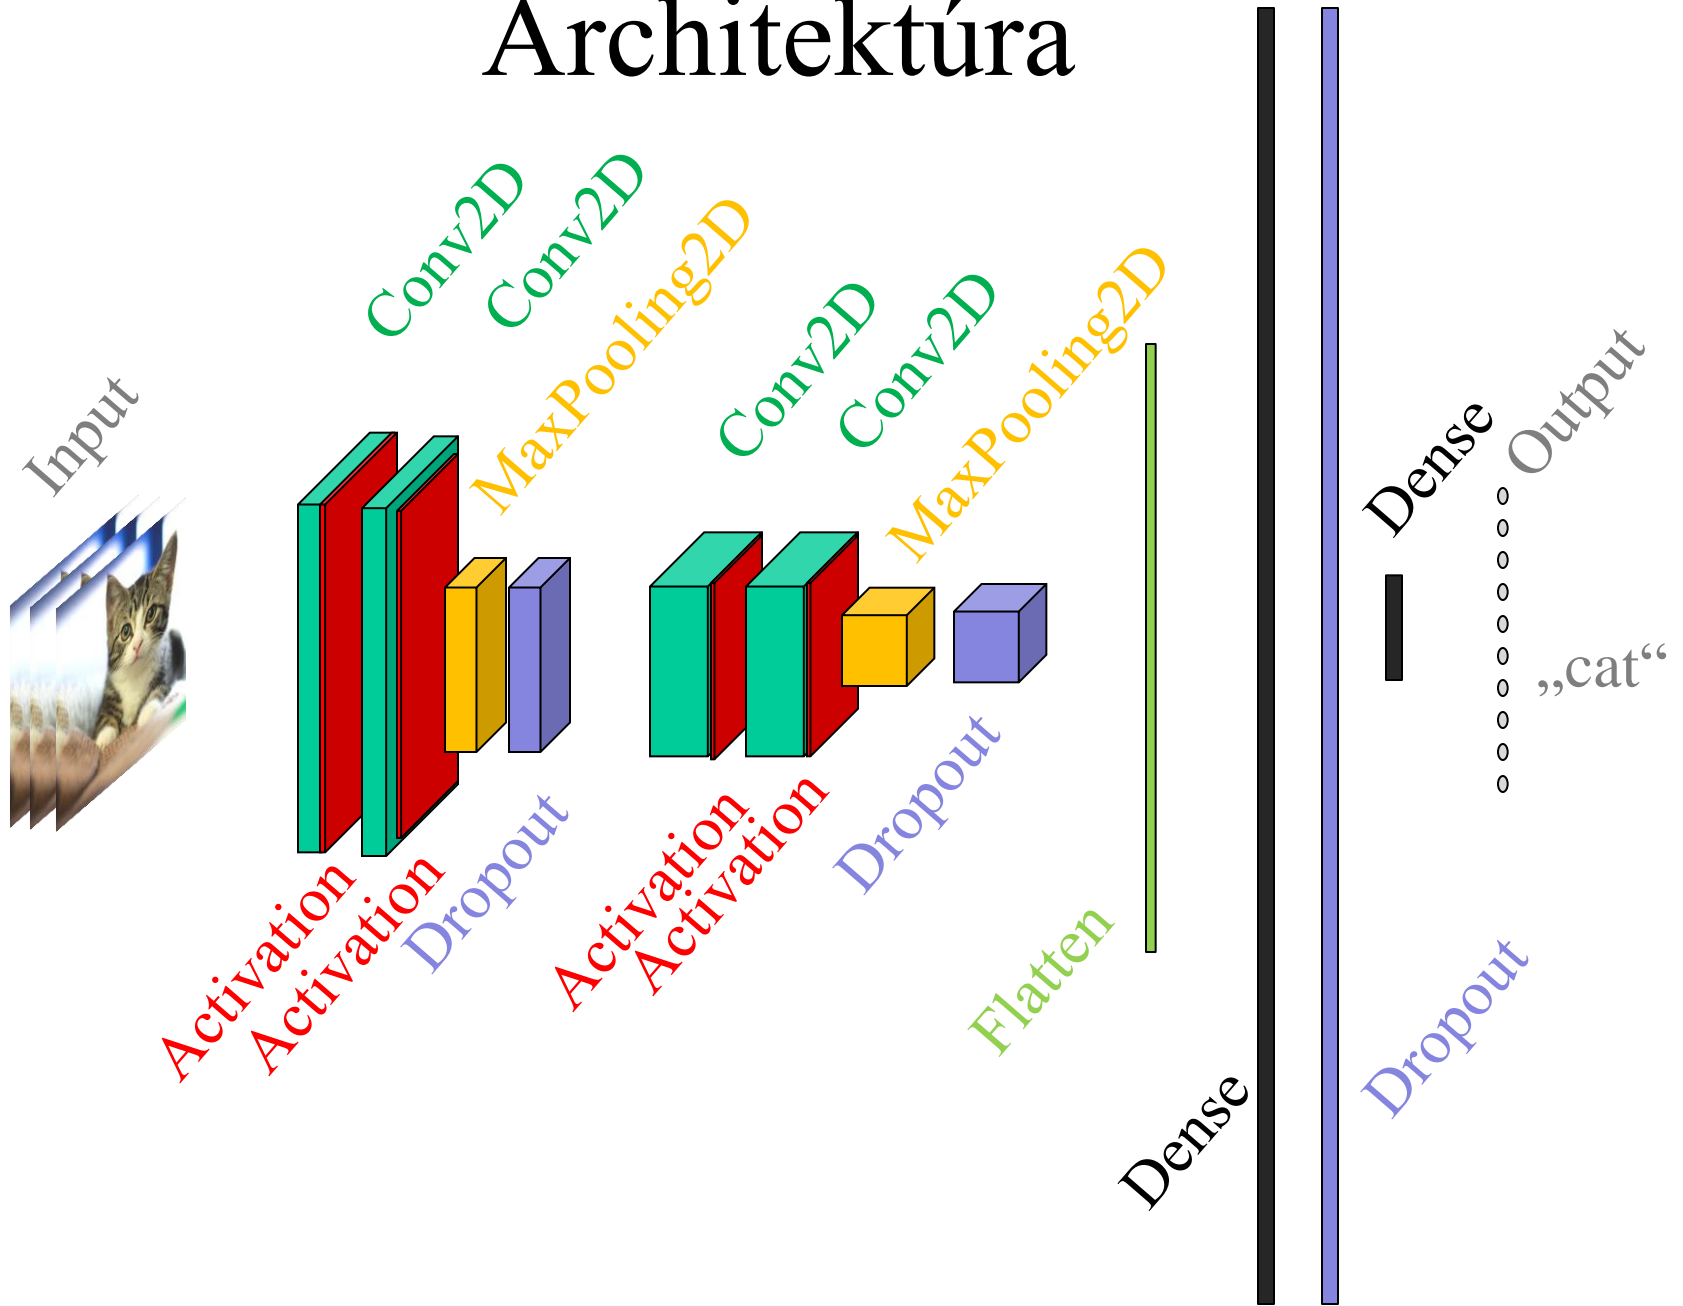 Architektúra
Input
Conv2D
Conv2D
MaxPooling2D
Conv2D
Conv2D
MaxPooling2D
Activation
Activation
Dropout
Activation
Activation
Dropout
Flatten
Dense
Dropout
Dense
Output
„cat“